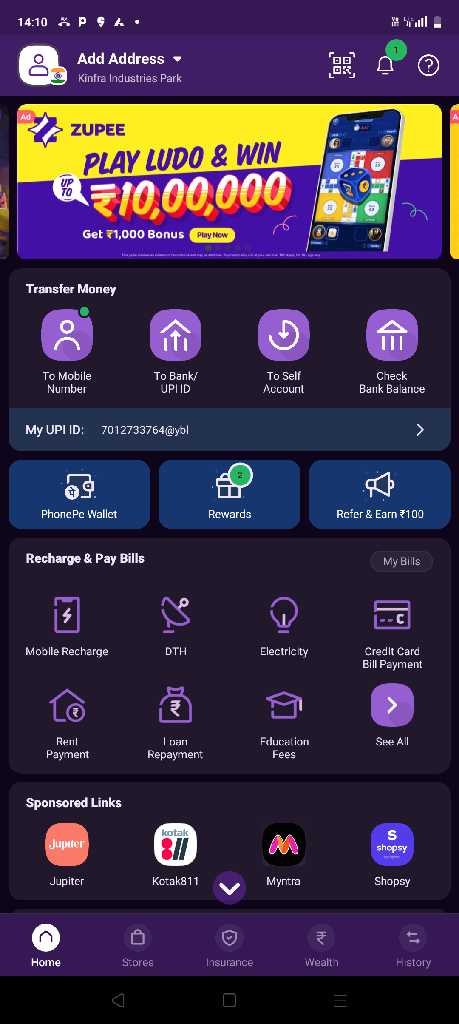 14:10
Add Address
Kinfra Industries Park
1
Ad
ZUPEE
PLAY LUDO & WIN
UP TO ₹10,00,000
Get ₹1,000 Bonus Play Now
Transfer Money
To Mobile Number
To Bank/ UPI ID
To Self Account
Check Bank Balance
My UPI ID: 7012733764@ybl
2
PhonePe Wallet
Rewards
Refer & Earn ₹100
Recharge & Pay Bills
My Bills
Mobile Recharge
DTH
Electricity
Credit Card Bill Payment
Rent Payment
Loan Repayment
Education Fees
See All
Sponsored Links
Jupiter
kotak
811
S
shopsy
Jupiter
Kotak811
Myntra
Shopsy
Home
Stores
Insurance
Wealth
History